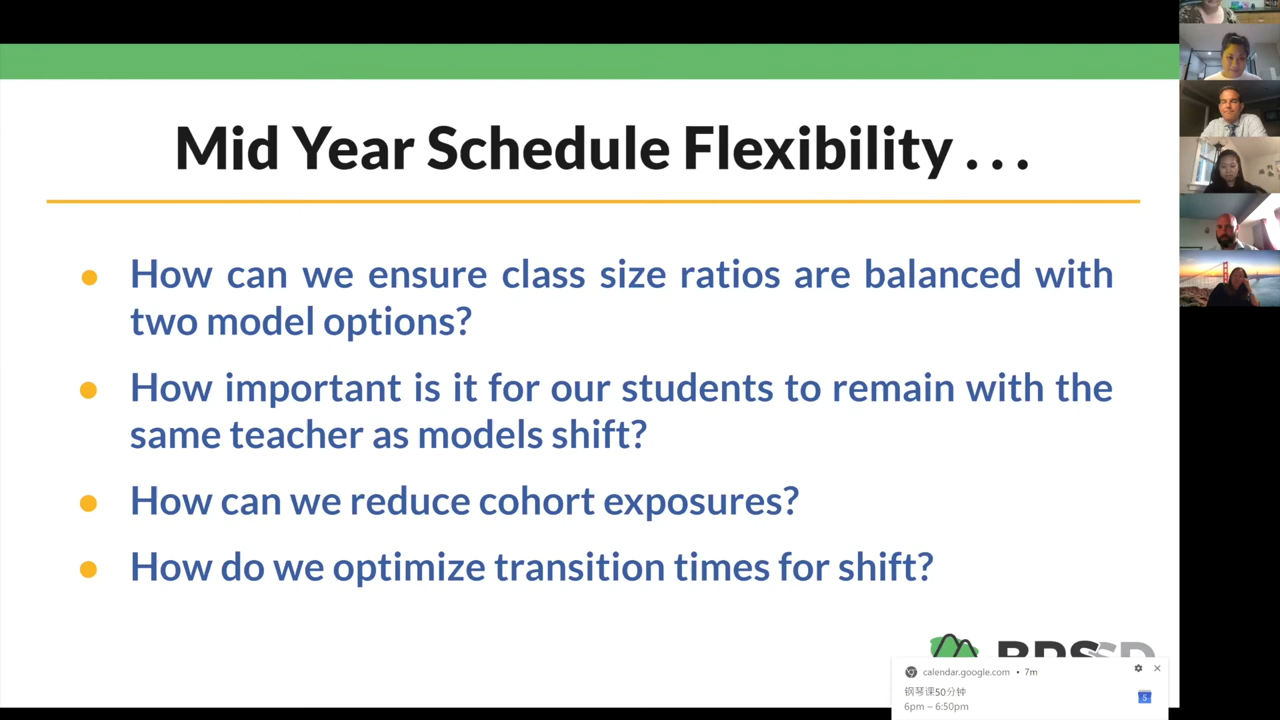 Mid Year Schedule Flexibility . . .
● How can we ensure class size ratios are balanced with
two model options?
● How important is it for our students to remain with the
same teacher as models shift?
● How can we reduce cohort exposures?
● How do we optimize transition times for shift?
calendar.google.com • 7m
钢琴课50分钟
6pm – 6:50pm
5